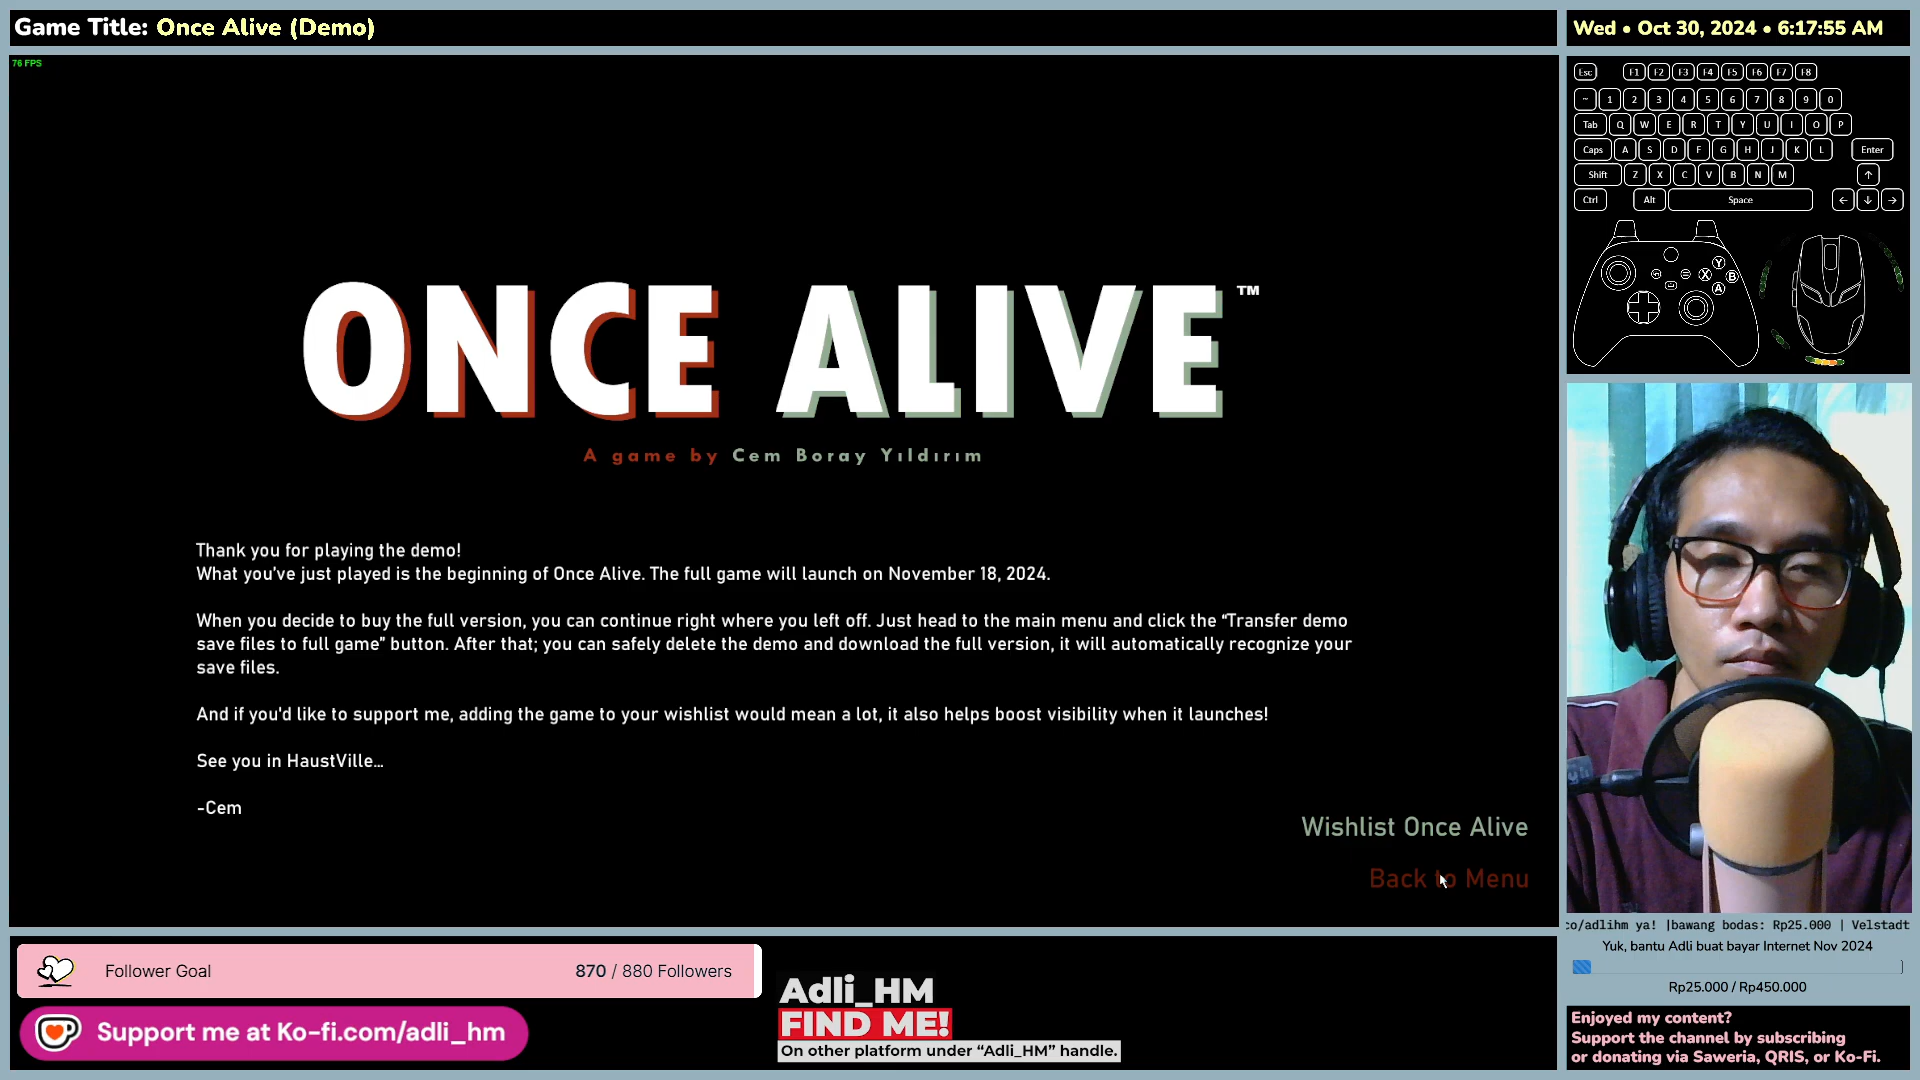 Game Title: Once Alive (Demo)
Wed • Oct 30, 2024 • 6:17:55 AM
76 FPS
Esc F1 F2 F3 F4 F5 F6 F7 F8
~ 1 2 3 4 5 6 7 8 9 0
Tab Q W E R T Y U I O P
Caps A S D F G H J K L Enter
Shift Z X C V B N M ↑
Ctrl Alt Space ← ↓ →
Y
X B
A
ONCE ALIVE™
A game by Cem Boray Yıldırım
Thank you for playing the demo!
What you've just played is the beginning of Once Alive. The full game will launch on November 18, 2024.
When you decide to buy the full version, you can continue right where you left off. Just head to the main menu and click the “Transfer demo
save files to full game” button. After that; you can safely delete the demo and download the full version, it will automatically recognize your
save files.
And if you'd like to support me, adding the game to your wishlist would mean a lot, it also helps boost visibility when it launches!
See you in HaustVille...
-Cem
Wishlist Once Alive
Back to Menu
co/adlihm ya! |bawang bodas: Rp25.000 | Velstadt
Yuk, bantu Adli buat bayar Internet Nov 2024
Rp25.000 / Rp450.000
Follower Goal
870 / 880 Followers
Support me at Ko-fi.com/adli_hm
Adli_HM
FIND ME!
On other platform under “Adli_HM” handle.
Enjoyed my content?
Support the channel by subscribing
or donating via Saweria, QRIS, or Ko-Fi.